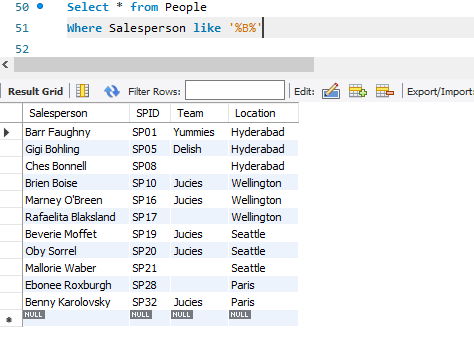 50 Select * from People
51 Where Salesperson like '%B%'
52
Result Grid Filter Rows: Edit: Export/Import:
Salesperson SPID Team Location
Barr Faughny SP01 Yummies Hyderabad
Gigi Bohling SP05 Delish Hyderabad
Ches Bonnell SP08 Hyderabad
Brien Boise SP10 Jucies Wellington
Marney O'Breen SP16 Jucies Wellington
Rafaelita Blaksland SP17 Wellington
Beverie Moffet SP19 Jucies Seattle
Oby Sorrel SP20 Jucies Seattle
Mallorie Waber SP21 Seattle
Ebonee Roxburgh SP28 Paris
Benny Karolovsky SP32 Jucies Paris
NULL NULL NULL NULL